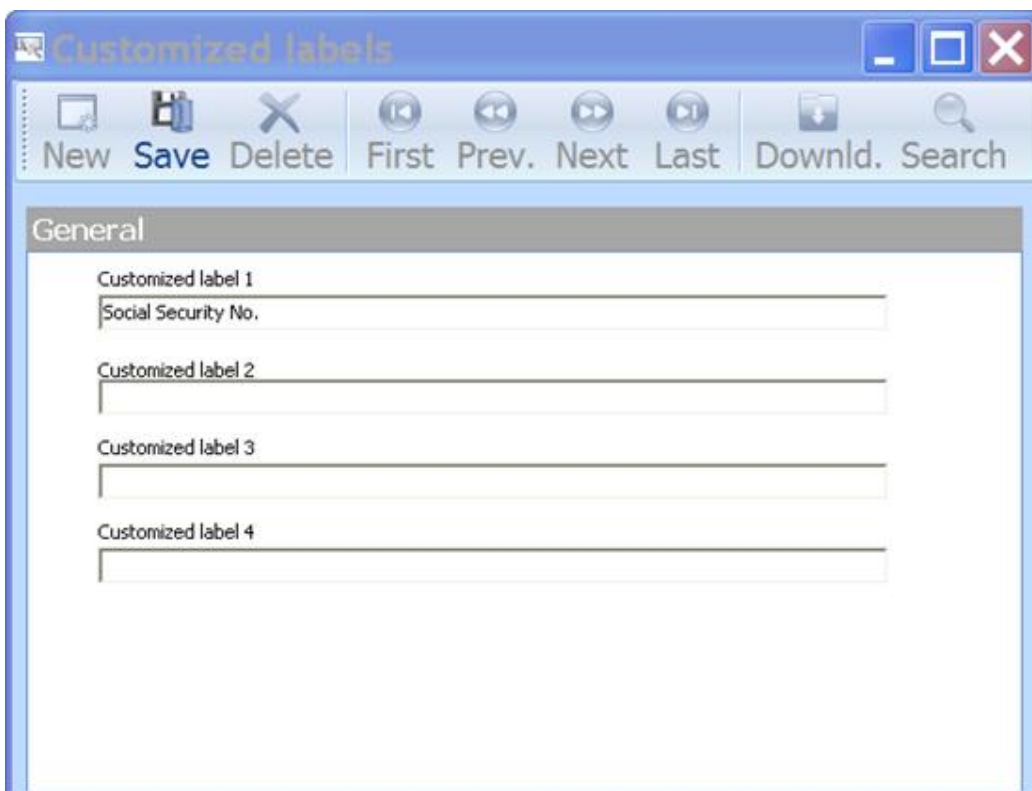 Customized labels
New Save Delete First Prev. Next Last Downld. Search
General
Customized label 1
Social Security No.
Customized label 2
Customized label 3
Customized label 4